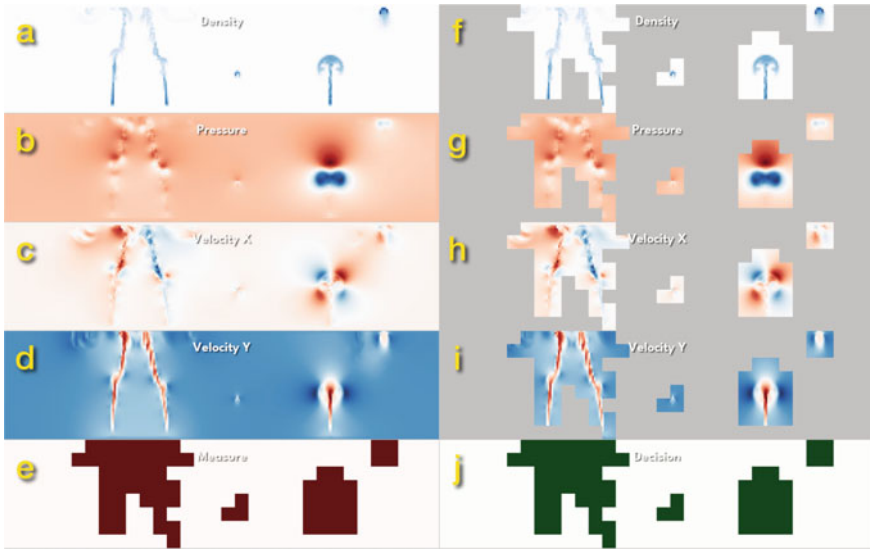 a Density
b Pressure
c Velocity X
d Velocity Y
e Measure
f Density
g Pressure
h Velocity X
i Velocity Y
j Decision